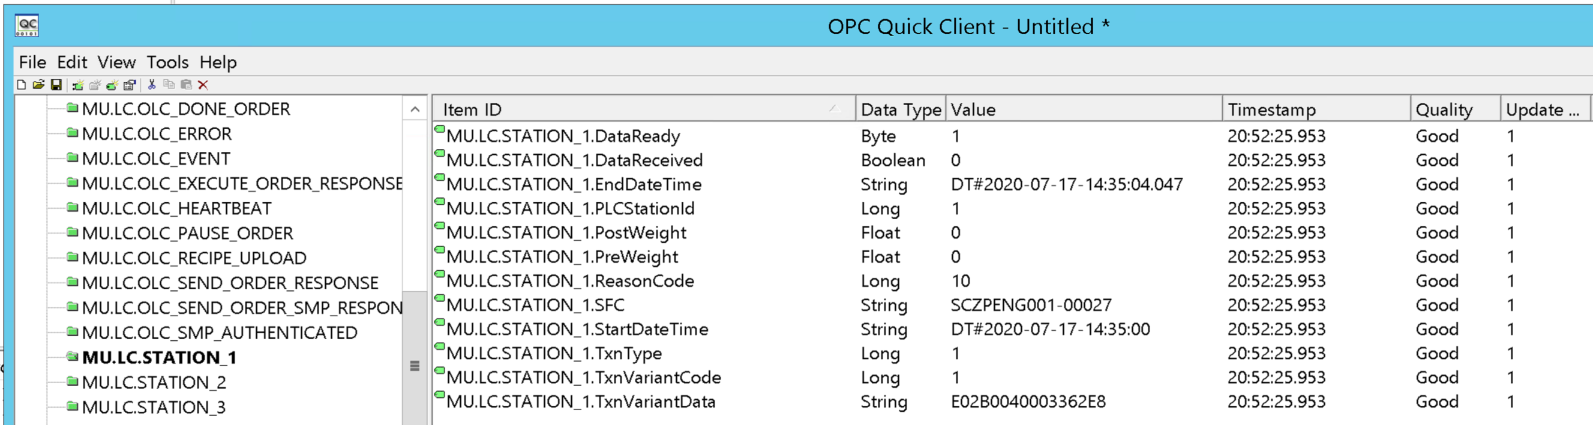 QC
OPC Quick Client - Untitled *
File Edit View Tools Help
MU.LC.OLC_DONE_ORDER
MU.LC.OLC_ERROR
MU.LC.OLC_EVENT
MU.LC.OLC_EXECUTE_ORDER_RESPONSE
MU.LC.OLC_HEARTBEAT
MU.LC.OLC_PAUSE_ORDER
MU.LC.OLC_RECIPE_UPLOAD
MU.LC.OLC_SEND_ORDER_RESPONSE
MU.LC.OLC_SEND_ORDER_SMP_RESPON
MU.LC.OLC_SMP_AUTHENTICATED
MU.LC.STATION_1
MU.LC.STATION_2
MU.LC.STATION_3
Item ID Data Type Value Timestamp Quality Update ...
MU.LC.STATION_1.DataReady Byte 1 20:52:25.953 Good 1
MU.LC.STATION_1.DataReceived Boolean 0 20:52:25.953 Good 1
MU.LC.STATION_1.EndDateTime String DT#2020-07-17-14:35:04.047 20:52:25.953 Good 1
MU.LC.STATION_1.PLCStationId Long 1 20:52:25.953 Good 1
MU.LC.STATION_1.PostWeight Float 0 20:52:25.953 Good 1
MU.LC.STATION_1.PreWeight Float 0 20:52:25.953 Good 1
MU.LC.STATION_1.ReasonCode Long 10 20:52:25.953 Good 1
MU.LC.STATION_1.SFC String SCZPENG001-00027 20:52:25.953 Good 1
MU.LC.STATION_1.StartDateTime String DT#2020-07-17-14:35:00 20:52:25.953 Good 1
MU.LC.STATION_1.TxnType Long 1 20:52:25.953 Good 1
MU.LC.STATION_1.TxnVariantCode Long 1 20:52:25.953 Good 1
MU.LC.STATION_1.TxnVariantData String E02B0040003362E8 20:52:25.953 Good 1